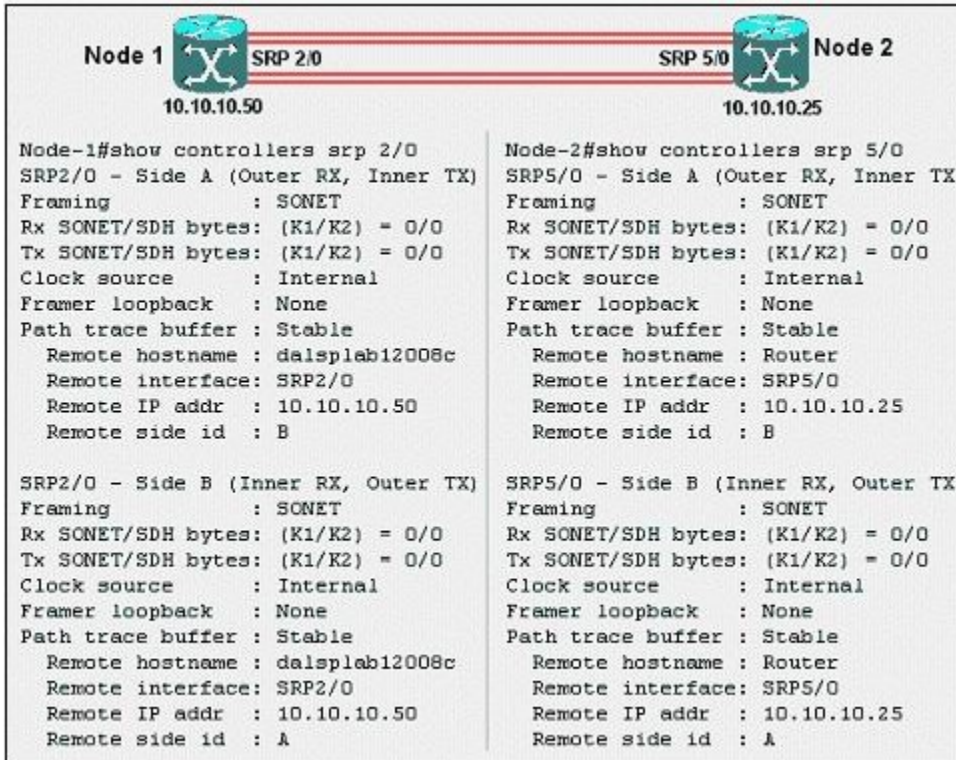 Node 1
SRP 2/0
SRP 5/0
Node 2
10.10.10.50
10.10.10.25
Node-1#show controllers srp 2/0
SRP2/0 - Side A (Outer RX, Inner TX)
Framing : SONET
Rx SONET/SDH bytes: (K1/K2) = 0/0
Tx SONET/SDH bytes: (K1/K2) = 0/0
Clock source : Internal
Framer loopback : None
Path trace buffer : Stable
Remote hostname : dalsplab12008c
Remote interface: SRP2/0
Remote IP addr : 10.10.10.50
Remote side id : B
SRP2/0 - Side B (Inner RX, Outer TX)
Framing : SONET
Rx SONET/SDH bytes: (K1/K2) = 0/0
Tx SONET/SDH bytes: (K1/K2) = 0/0
Clock source : Internal
Framer loopback : None
Path trace buffer : Stable
Remote hostname : dalsplab12008c
Remote interface: SRP2/0
Remote IP addr : 10.10.10.50
Remote side id : A
Node-2#show controllers srp 5/0
SRP5/0 - Side A (Outer RX, Inner TX
Framing : SONET
Rx SONET/SDH bytes: (K1/K2) = 0/0
Tx SONET/SDH bytes: (K1/K2) = 0/0
Clock source : Internal
Framer loopback : None
Path trace buffer : Stable
Remote hostname : Router
Remote interface: SRP5/0
Remote IP addr : 10.10.10.25
Remote side id : B
SRP5/0 - Side B (Inner RX, Outer TX
Framing : SONET
Rx SONET/SDH bytes: (K1/K2) = 0/0
Tx SONET/SDH bytes: (K1/K2) = 0/0
Clock source : Internal
Framer loopback : None
Path trace buffer : Stable
Remote hostname : Router
Remote interface: SRP5/0
Remote IP addr : 10.10.10.25
Remote side id : A